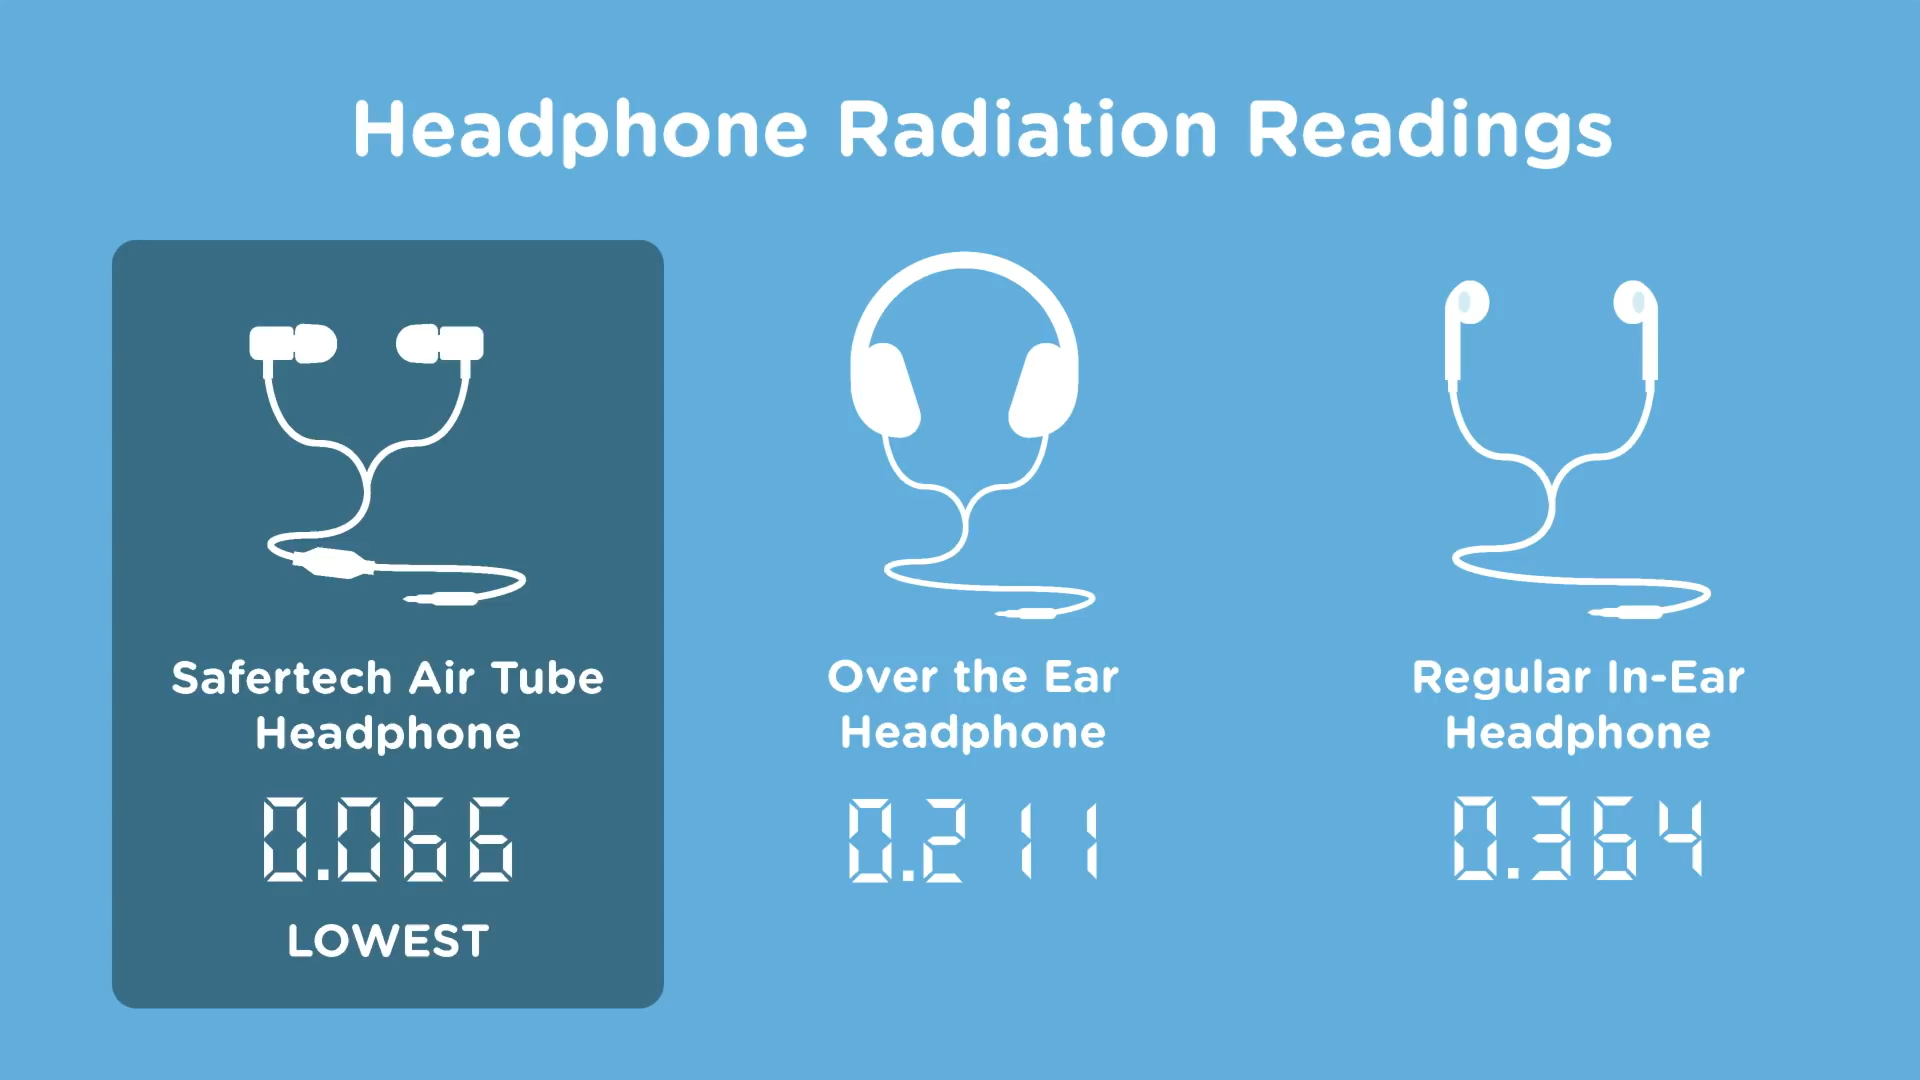 Headphone Radiation Readings
Safertech Air Tube
Headphone
0.066
LOWEST
Over the Ear
Headphone
0.211
Regular In-Ear
Headphone
0.364